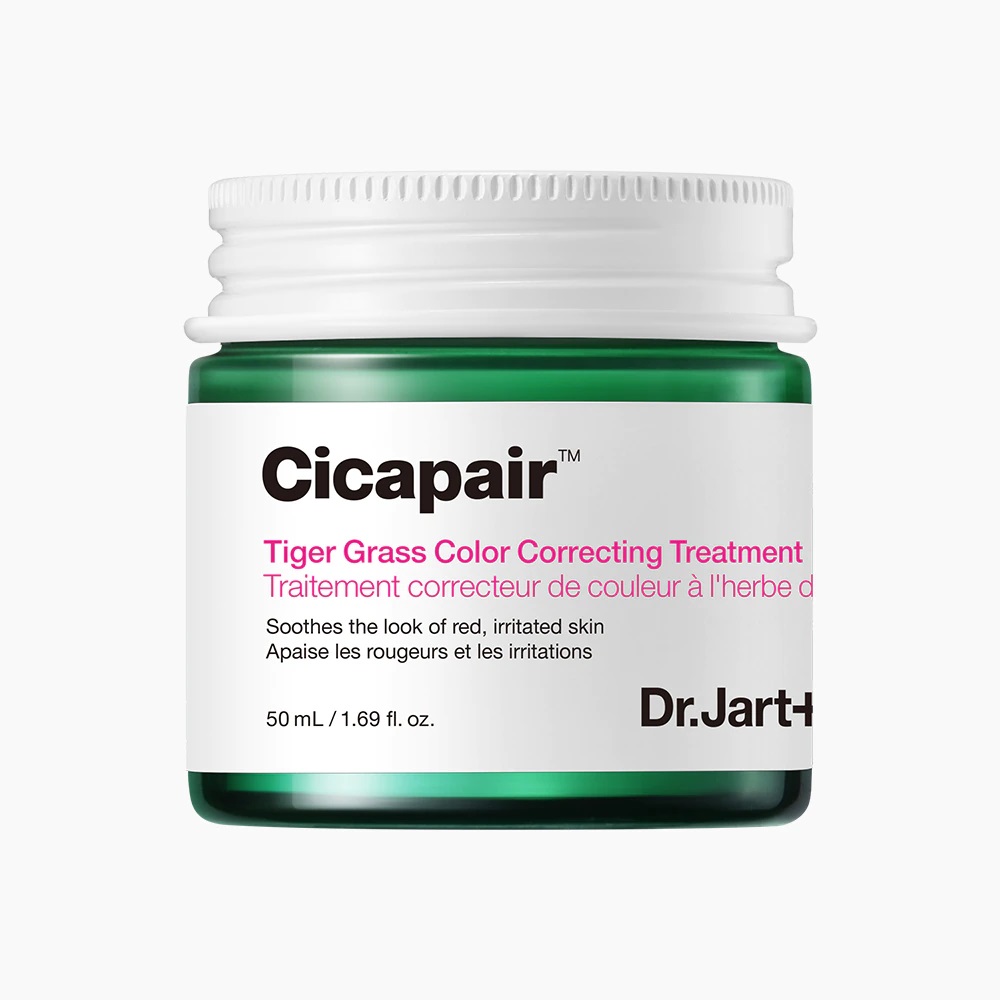 Cicapair™
Tiger Grass Color Correcting Treatment
Traitement correcteur de couleur à l'herbe d
Soothes the look of red, irritated skin
Apaise les rougeurs et les irritations
50 mL / 1.69 fl. oz.
Dr.Jart+